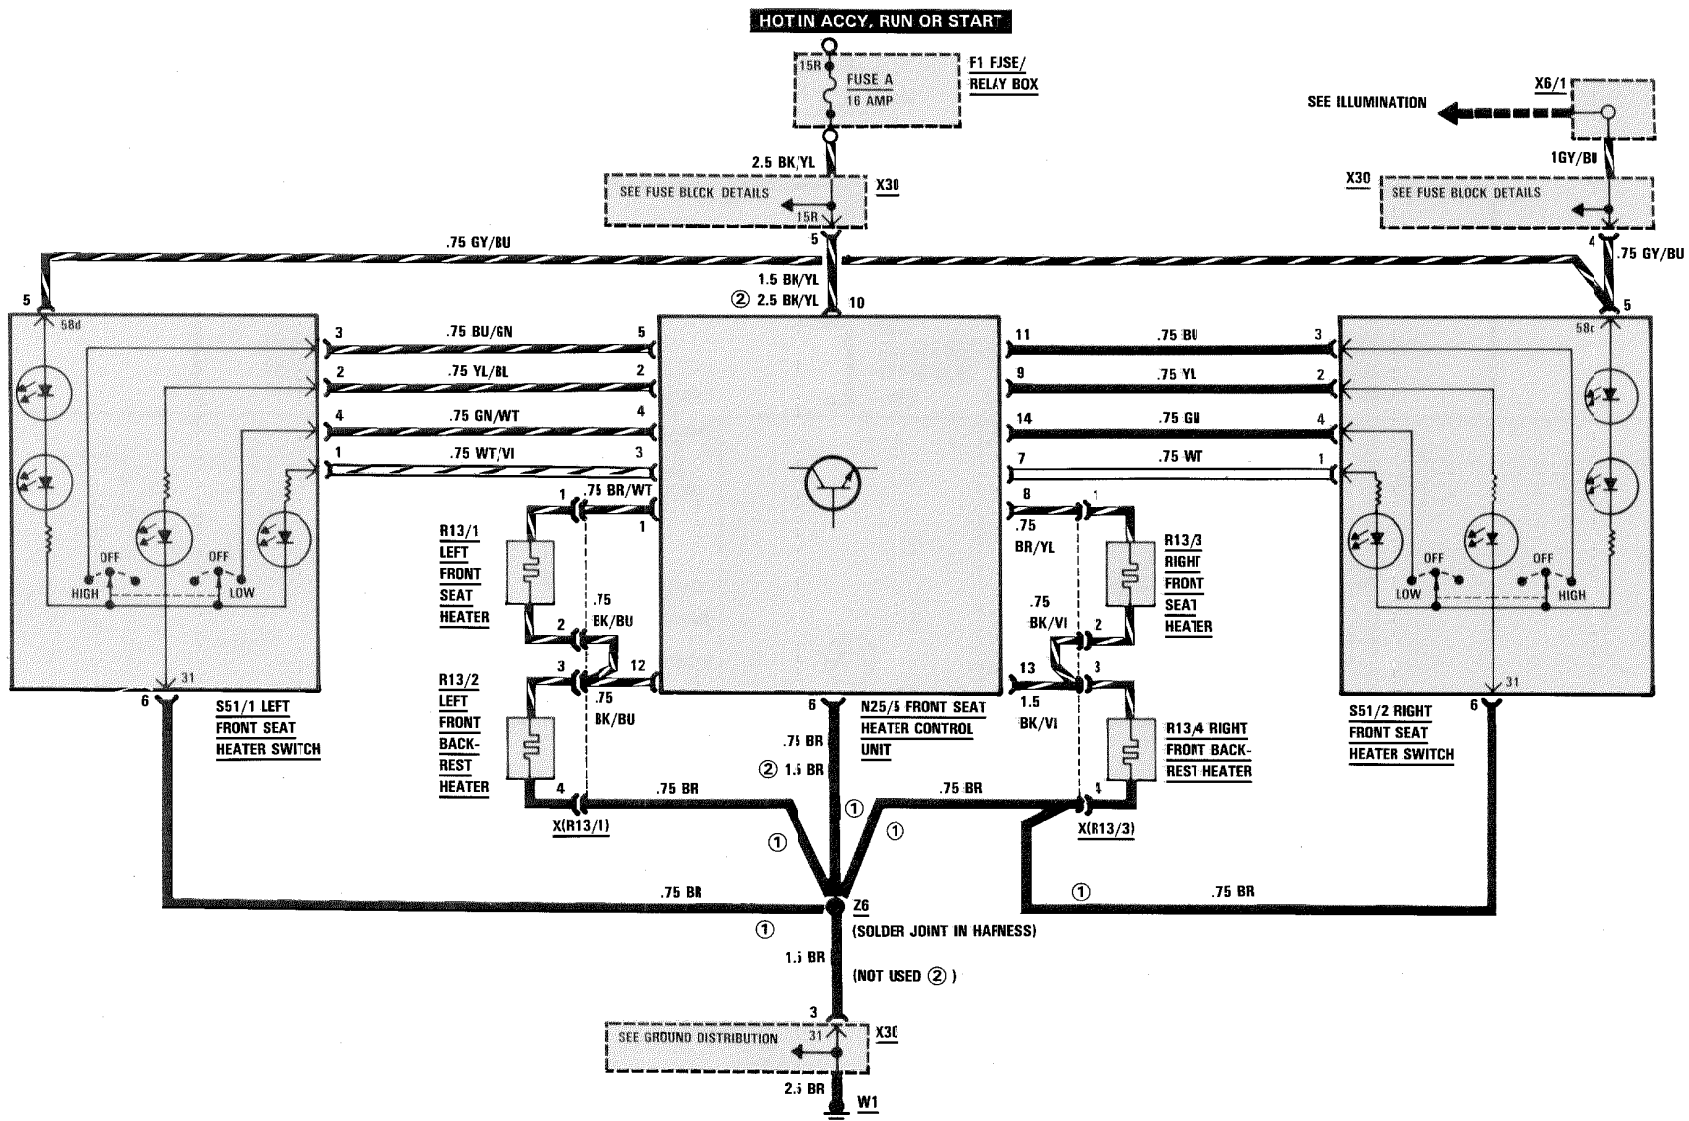 HOT IN ACCY, RUN OR START
15R
FUSE A
16 AMP
F1 FJSE/
RELAY BOX
X6/1
SEE ILLUMINATION
2.5 BK/YL
1GY/BU
SEE FUSE BLOCK DETAILS
15R
X30
X30
SEE FUSE BLOCK DETAILS
5
4
.75 GY/BU
.75 GY/BU
1.5 BK/YL
② 2.5 BK/YL
10
5
5
58d
3
.75 BU/GN
5
2
.75 YL/BL
2
4
.75 GN/WT
4
1
.75 WT/VI
3
11
.75 BU
3
9
.75 YL
2
14
.75 GN
4
7
.75 WT
1
OFF
HIGH
OFF
LOW
31
6
S51/1 LEFT
FRONT SEAT
HEATER SWITCH
1
.75 BR/WT
1
R13/1
LEFT
FRONT
SEAT
HEATER
.75
BK/BU
2
3
12
.75
BK/BU
R13/2
LEFT
FRONT
BACK-
REST
HEATER
4
X(R13/1)
6
N25/5 FRONT SEAT
HEATER CONTROL
UNIT
8
1
.75
BR/YL
R13/3
RIGHT
FRONT
SEAT
HEATER
.75
BK/VI
2
13
3
1.5
BK/VI
R13/4 RIGHT
FRONT BACK-
REST HEATER
4
X(R13/3)
OFF
LOW
OFF
HIGH
31
6
S51/2 RIGHT
FRONT SEAT
HEATER SWITCH
.75 BR
② 1.5 BR
.75 BR
.75 BR
①
①
①
.75 BR
①
①
.75 BR
Z6
(SOLDER JOINT IN HARNESS)
1.5 BR
(NOT USED ② )
3
SEE GROUND DISTRIBUTION
31
X30
2.5 BR
W1